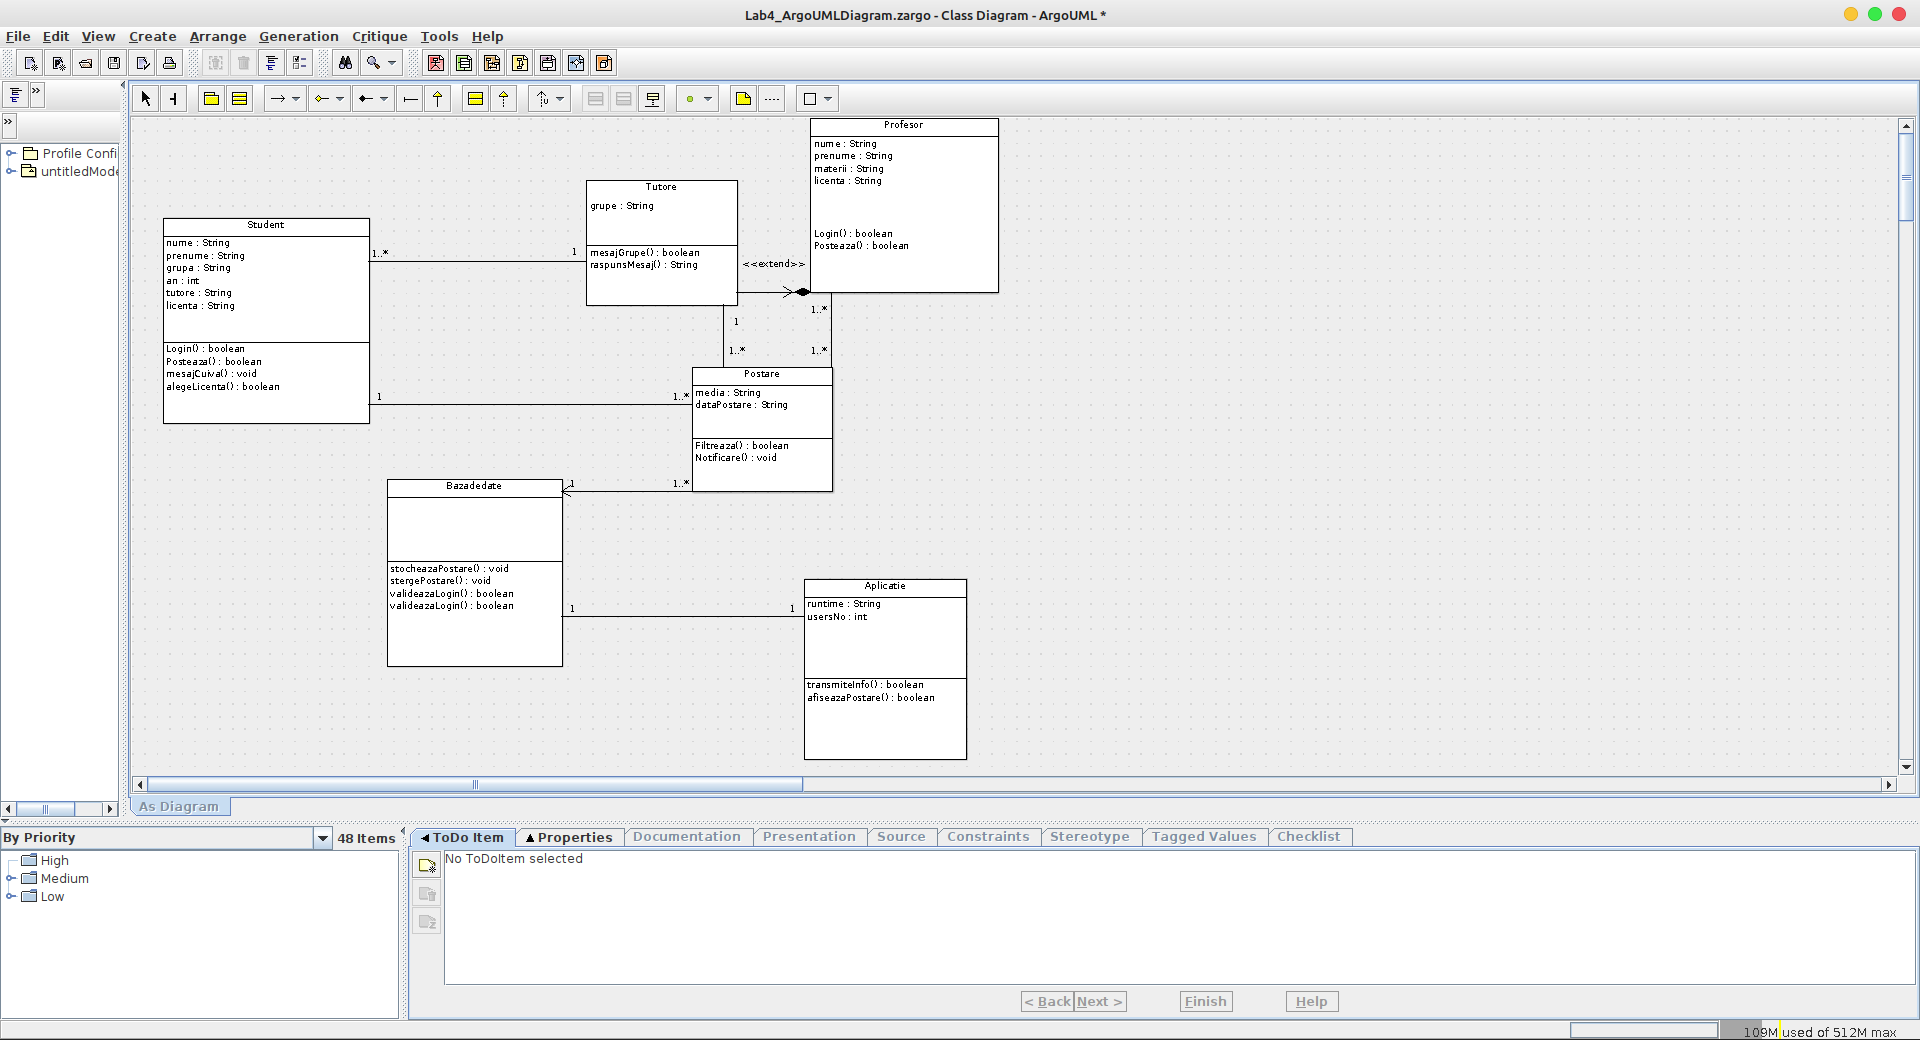 Lab4_ArgoUMLDiagram.zargo - Class Diagram - ArgoUML *
File Edit View Create Arrange Generation Critique Tools Help
Profile Confi
untitledMode
Profesor
nume : String
prenume : String
materii : String
licenta : String
Login() : boolean
Posteaza() : boolean
Tutore
grupe : String
mesajGrupe() : boolean
raspunsMesaj() : String
<<extend>>
Student
nume : String
prenume : String
grupa : String
an : int
tutore : String
licenta : String
Login() : boolean
Posteaza() : boolean
mesajCuiva() : void
alegeLicenta() : boolean
1..* 1
1
1..*
1..*
1..*
1 1..*
Postare
media : String
dataPostare : String
Filtreaza() : boolean
Notificare() : void
1 1..*
Bazadedate
stocheazaPostare() : void
stergePostare() : void
valideazaLogin() : boolean
valideazaLogin() : boolean
1 1
Aplicatie
runtime : String
usersNo : int
transmiteInfo() : boolean
afiseazaPostare() : boolean
As Diagram
By Priority 48 Items
High
Medium
Low
ToDo Item Properties Documentation Presentation Source Constraints Stereotype Tagged Values Checklist
No ToDoItem selected
< Back Next > Finish Help
109M used of 512M max